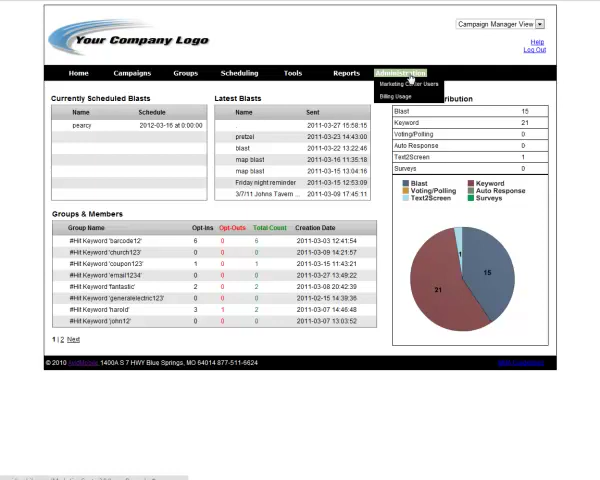 Your Company Logo
Campaign Manager View
Help
Log Out
Home Campaigns Groups Scheduling Tools Reports Administration
Marketing Center Users
Billing Usage
Currently Scheduled Blasts
Name Schedule
pearcy 2012-03-16 at 0:00:00
Latest Blasts
Name Sent
2011-03-27 15:58:15
pretzel 2011-03-23 14:43:00
blast 2011-03-22 13:22:46
map blast 2011-03-16 11:35:18
map blast 2011-03-15 13:04:16
Friday night reminder 2011-03-15 12:53:09
3/7/11 Johns Tavern ... 2011-03-09 17:45:11
Blast 15
Keyword 21
Voting/Polling 0
Auto Response 0
Text2Screen 1
Surveys 0
Blast Keyword
Voting/Polling Auto Response
Text2Screen Surveys
1
15
21
Groups & Members
Group Name Opt-Ins Opt-Outs Total Count Creation Date
#Hit Keyword 'barcode12' 6 0 6 2011-03-03 12:41:54
#Hit Keyword 'church123' 0 0 0 2011-03-09 14:21:57
#Hit Keyword 'coupon123' 1 0 1 2011-03-15 11:43:21
#Hit Keyword 'email1234' 0 0 0 2011-03-27 13:49:22
#Hit Keyword 'fantastic' 2 0 2 2011-03-08 20:42:39
#Hit Keyword 'generalelectric123' 0 0 0 2011-02-15 14:39:36
#Hit Keyword 'harold' 3 1 2 2011-03-07 14:46:48
#Hit Keyword 'john12' 0 0 0 2011-03-07 13:03:52
1 | 2 Next
© 2010 1400A S 7 HWY Blue Springs, MO 64014 877-511-6624